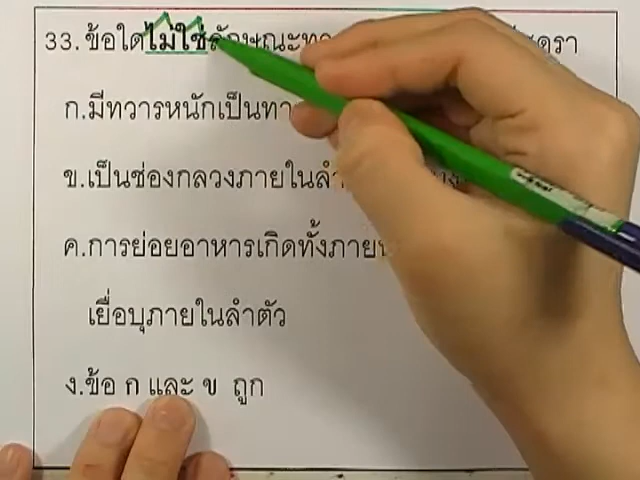 33. ข้อใดไม่ใช่ลักษณะทา
ก.มีทวารหนักเป็นทา
ข.เป็นช่องกลวงภายในลำ
ค.การย่อยอาหารเกิดทั้งภาย
เยื่อบุภายในลำตัว
ง.ข้อ ก และ ข ถูก